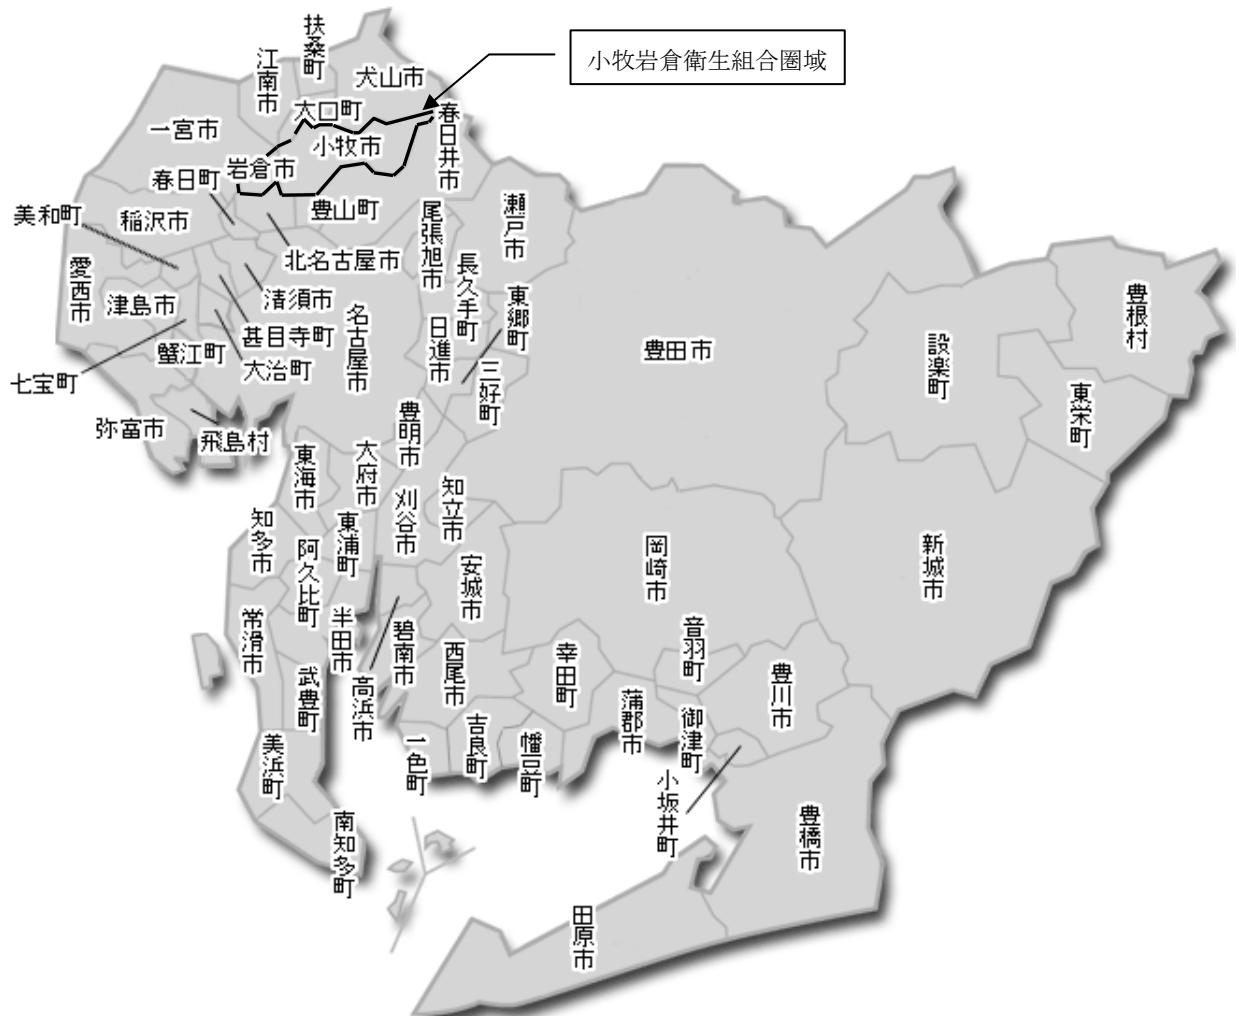 扶桑町
小牧岩倉衛生組合圏域
江南市
犬山市
大口町
春日井市
一宮市
小牧市
岩倉市
春日町
美和町
稲沢市
豊山町
尾張旭市
瀬戸市
北名古屋市
愛西市
長久手町
津島市
清須市
東郷町
豊根村
甚目寺町
名古屋市
日進市
豊田市
設楽町
蟹江町
大治町
三好町
七宝町
東栄町
弥富市
飛島村
豊明市
東海市
大府市
刈谷市
知立市
知多市
東浦町
阿久比町
岡崎市
新城市
安城市
常滑市
半田市
碧南市
西尾市
幸田町
音羽町
豊川市
武豊町
高浜市
蒲郡市
御津町
美浜町
一色町
吉良町
幡豆町
小坂井町
南知多町
豊橋市
田原市